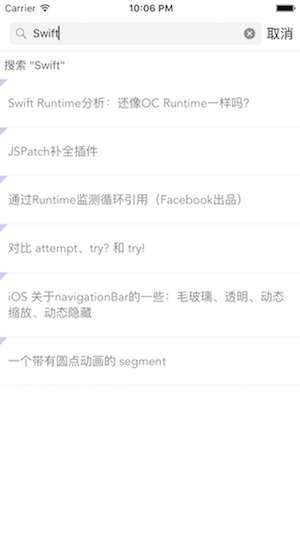 Carrier 10:06 PM
Swift 取消
搜索 "Swift"
Swift Runtime分析：还像OC Runtime一样吗?
JSPatch补全插件
通过Runtime监测循环引用（Facebook出品）
对比 attempt、try? 和 try!
iOS 关于navigationBar的一些：毛玻璃、透明、动态
缩放、动态隐藏
一个带有圆点动画的 segment